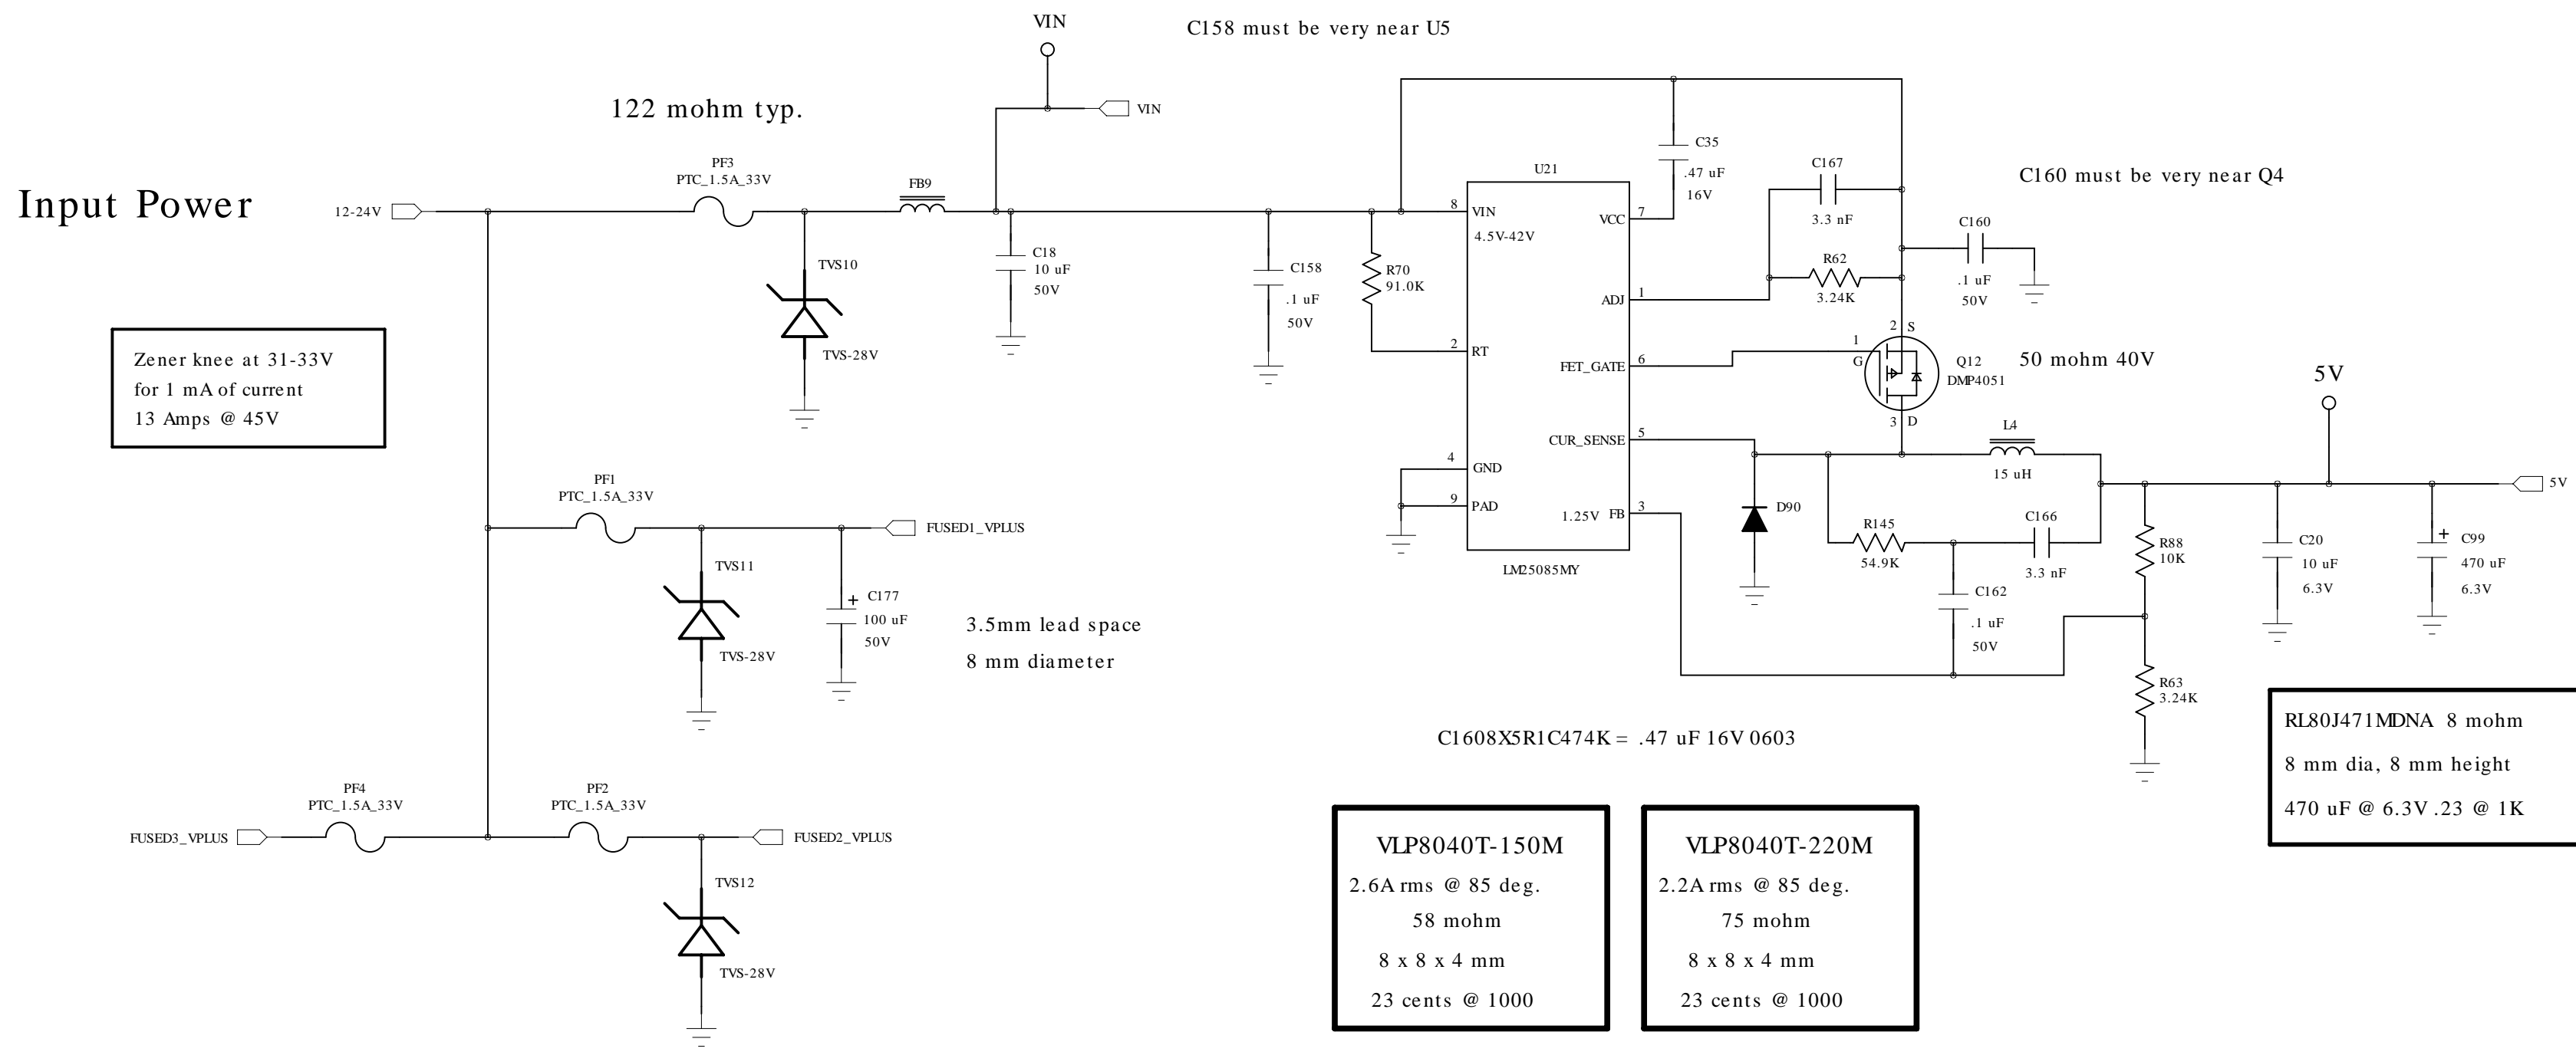 VIN
C158 must be very near U5
122 mohm typ.
VIN
Input Power
12-24V
PF3
PTC_1.5A_33V
FB9
TVS10
TVS-28V
C18
10 uF
50V
C158
.1 uF
50V
R70
91.0K
Zener knee at 31-33V
for 1 mA of current
13 Amps @ 45V
U21
8
VIN
4.5V-42V
2
RT
4
GND
9
PAD
VCC
7
ADJ
1
FET_GATE
6
CUR_SENSE
5
1.25V FB
3
LM25085MY
C35
.47 uF
16V
C167
3.3 nF
R62
3.24K
C160 must be very near Q4
C160
.1 uF
50V
2
S
1
G
Q12
DMP4051
50 mohm 40V
3
D
L4
15 uH
5V
5V
D90
R145
54.9K
C166
3.3 nF
C162
.1 uF
50V
R88
10K
R63
3.24K
C20
10 uF
6.3V
+
C99
470 uF
6.3V
PF1
PTC_1.5A_33V
FUSED1_VPLUS
TVS11
TVS-28V
+
C177
100 uF
50V
3.5mm lead space
8 mm diameter
PF4
PTC_1.5A_33V
FUSED3_VPLUS
PF2
PTC_1.5A_33V
FUSED2_VPLUS
TVS12
TVS-28V
C1608X5R1C474K = .47 uF 16V 0603
VLP8040T-150M
2.6A rms @ 85 deg.
58 mohm
8 x 8 x 4 mm
23 cents @ 1000
VLP8040T-220M
2.2A rms @ 85 deg.
75 mohm
8 x 8 x 4 mm
23 cents @ 1000
RL80J471MDNA 8 mohm
8 mm dia, 8 mm height
470 uF @ 6.3V .23 @ 1K